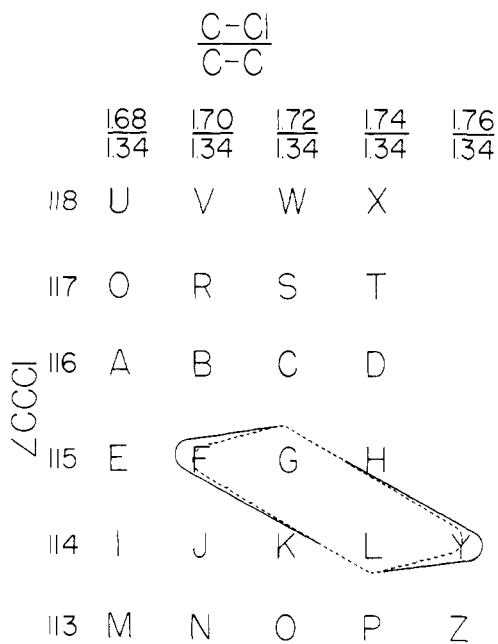 C-Cl
C-C
1.68 1.70 1.72 1.74 1.76
1.34 1.34 1.34 1.34 1.34
118 U V W X
117 O R S T
116 A B C D
∠CCCl
115 E F G H
114 I J K L Y
113 M N O P Z